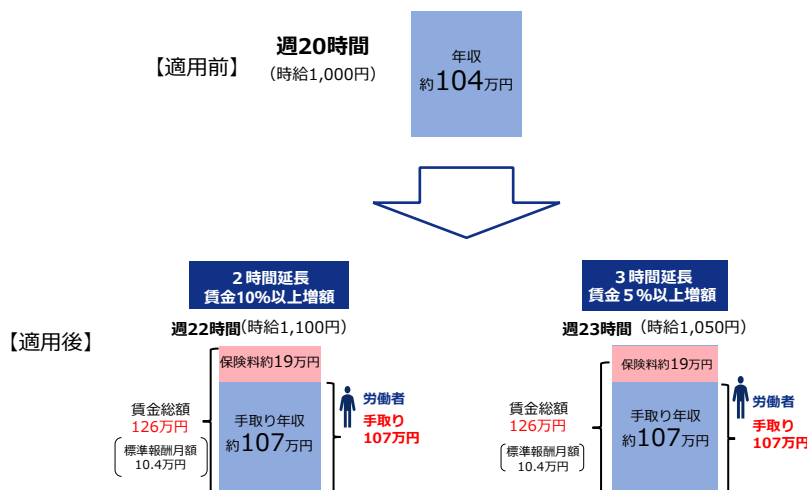 【適用前】
週20時間
（時給1,000円）
年収
約104万円
２時間延長
賃金10%以上増額
３時間延長
賃金５%以上増額
【適用後】
週22時間(時給1,100円)
保険料約19万円
手取り年収
約107万円
賃金総額
126万円
標準報酬月額
10.4万円
労働者
手取り
107万円
週23時間（時給1,050円）
保険料約19万円
手取り年収
約107万円
賃金総額
126万円
標準報酬月額
10.4万円
労働者
手取り
107万円